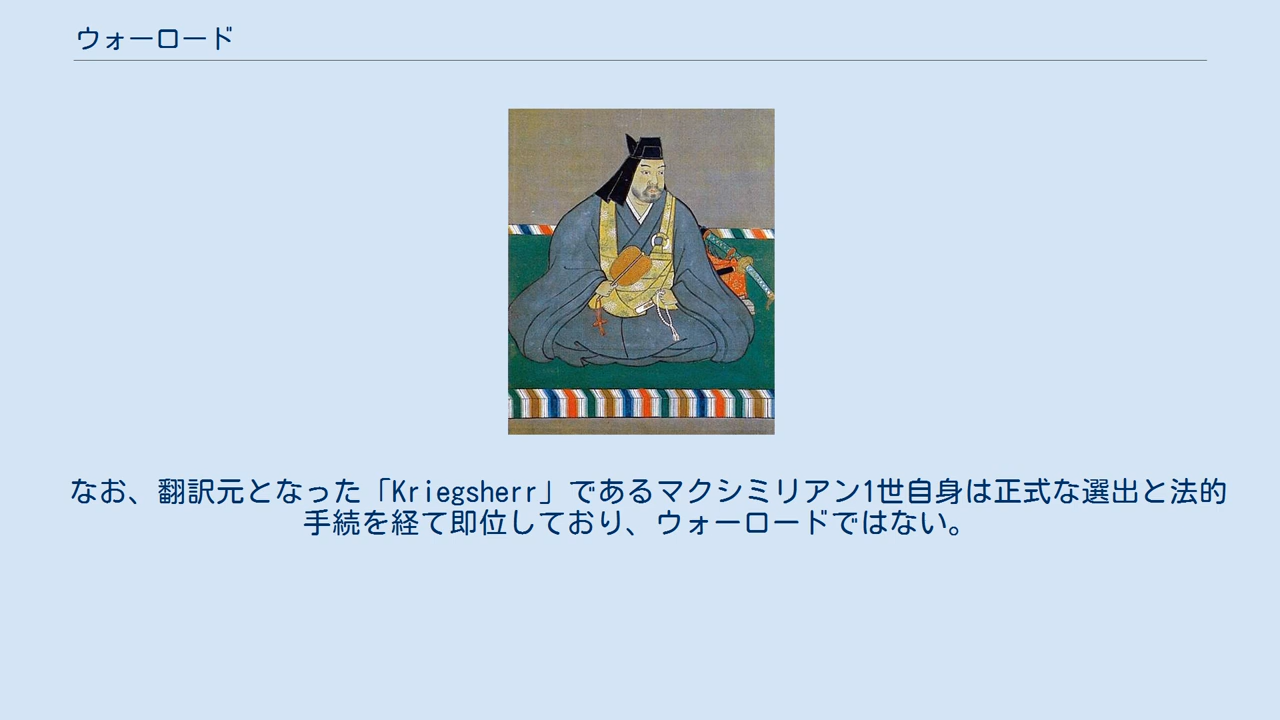 ウォーロード
なお、翻訳元となった「Kriegsherr」であるマクシミリアン1世自身は正式な選出と法的
手続を経て即位しており、ウォーロードではない。